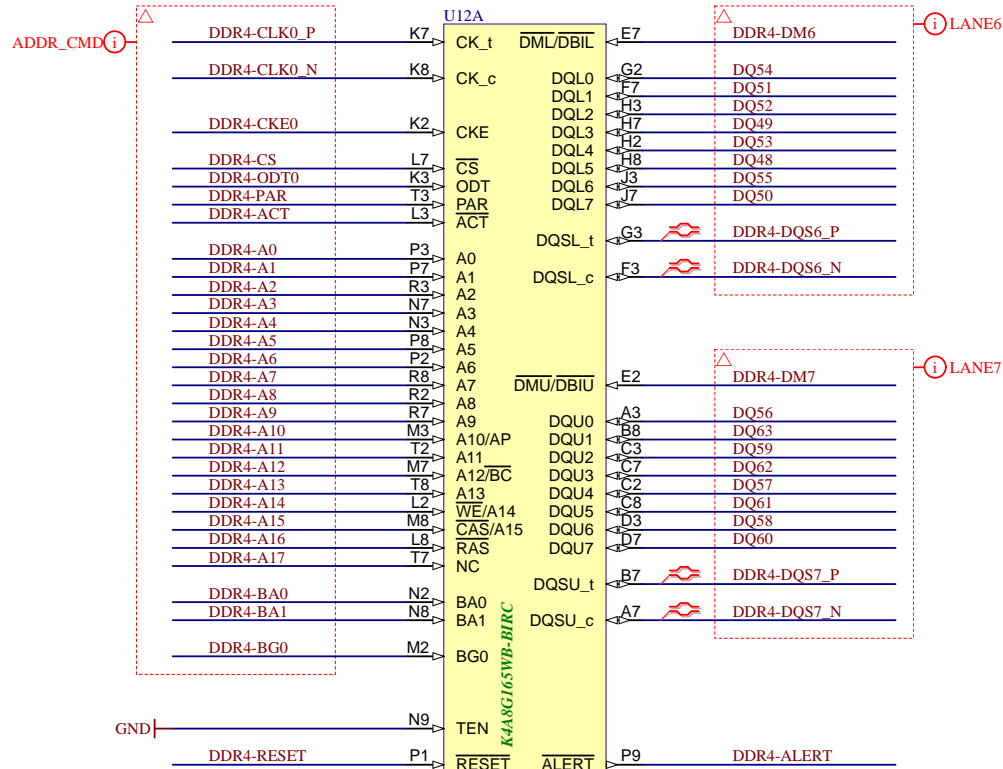 U12A
ADDR_CMD i
DDR4-CLK0_P K7 CK_t
DDR4-CLK0_N K8 CK_c
DDR4-CKE0 K2 CKE
DDR4-CS L7 CS
DDR4-ODT0 K3 ODT
DDR4-PAR T3 PAR
DDR4-ACT L3 ACT
DDR4-A0 P3 A0
DDR4-A1 P7 A1
DDR4-A2 R3 A2
DDR4-A3 N7 A3
DDR4-A4 N3 A4
DDR4-A5 P8 A5
DDR4-A6 P2 A6
DDR4-A7 R8 A7
DDR4-A8 R2 A8
DDR4-A9 R7 A9
DDR4-A10 M3 A10/AP
DDR4-A11 T2 A11
DDR4-A12 M7 A12/BC
DDR4-A13 T8 A13
DDR4-A14 L2 WE/A14
DDR4-A15 M8 CAS/A15
DDR4-A16 L8 RAS
DDR4-A17 T7 NC
DDR4-BA0 N2 BA0
DDR4-BA1 N8 BA1
DDR4-BG0 M2 BG0
GND N9 TEN
DDR4-RESET P1 RESET
K4A8G165WB-BIRC
i LANE6
DML/DBIL E7 DDR4-DM6
DQL0 G2 DQ54
DQL1 F7 DQ51
DQL2 H3 DQ52
DQL3 H7 DQ49
DQL4 H2 DQ53
DQL5 H8 DQ48
DQL6 J3 DQ55
DQL7 J7 DQ50
DQSL_t G3 DDR4-DQS6_P
DQSL_c F3 DDR4-DQS6_N
i LANE7
DMU/DBIU E2 DDR4-DM7
DQU0 A3 DQ56
DQU1 B8 DQ63
DQU2 C3 DQ59
DQU3 C7 DQ62
DQU4 C2 DQ57
DQU5 C8 DQ61
DQU6 D3 DQ58
DQU7 D7 DQ60
DQSU_t B7 DDR4-DQS7_P
DQSU_c A7 DDR4-DQS7_N
ALERT P9 DDR4-ALERT